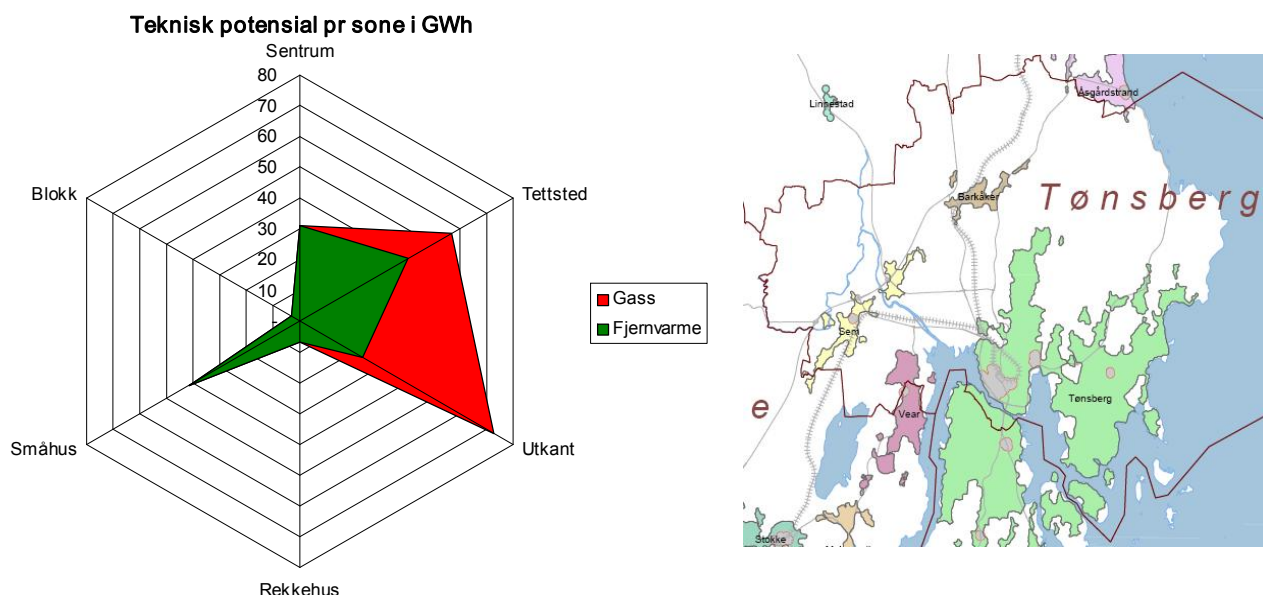 Teknisk potensial pr sone i GWh
Sentrum
80
70
60
50
40
30
20
10
-
Blokk
Tettsted
Småhus
Utkant
Rekkehus
Gass
Fjernvarme
Linnestad
Åsgårdstrand
Barkåker
Tønsberg
Sem
Tønsberg
e
Vear
Stokke